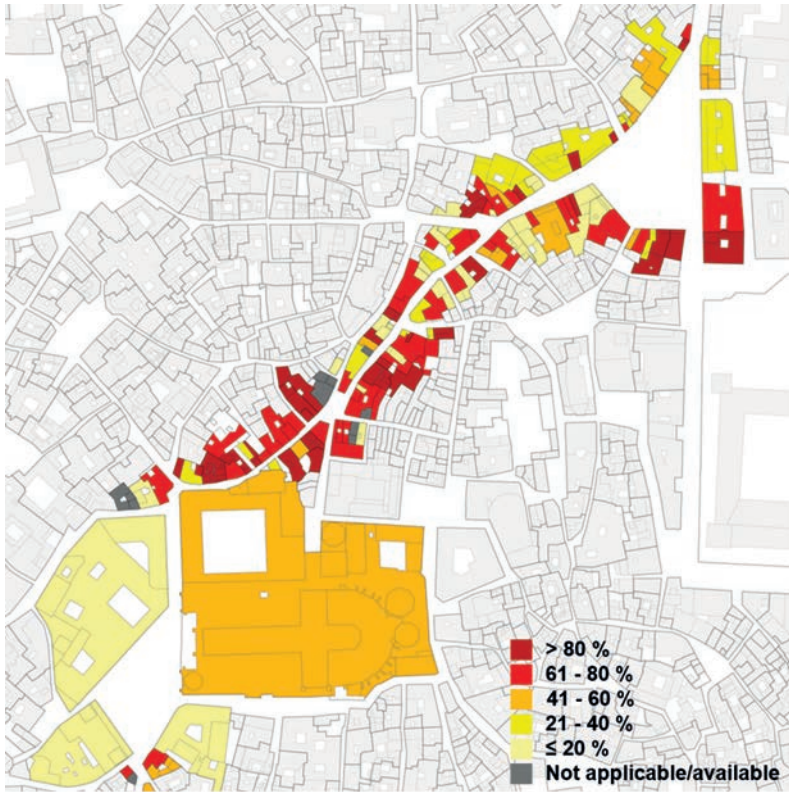 > 80 %
61 - 80 %
41 - 60 %
21 - 40 %
≤ 20 %
Not applicable/available